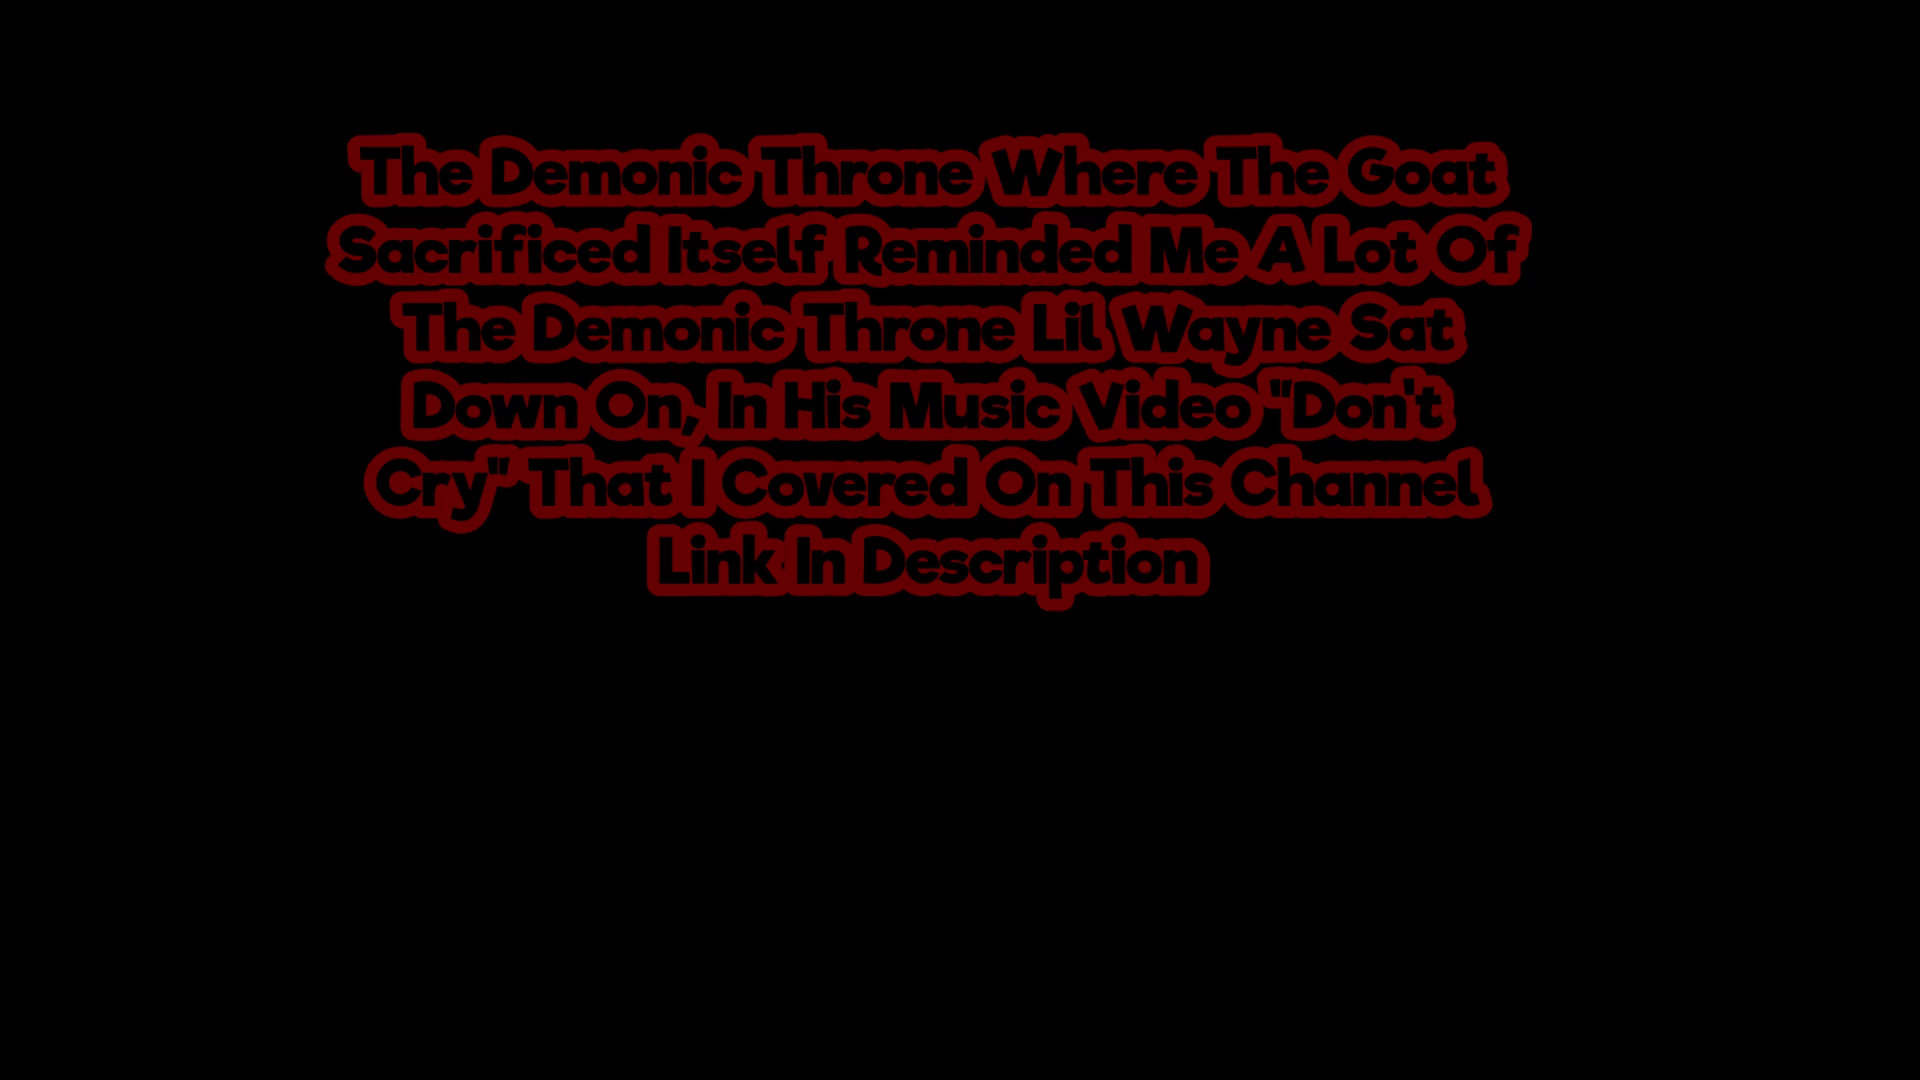 The Demonic Throne Where The Goat
Sacrificed Itself Reminded Me A Lot Of
The Demonic Throne Lil Wayne Sat
Down On, In His Music Video "Don't
Cry" That I Covered On This Channel
Link In Description